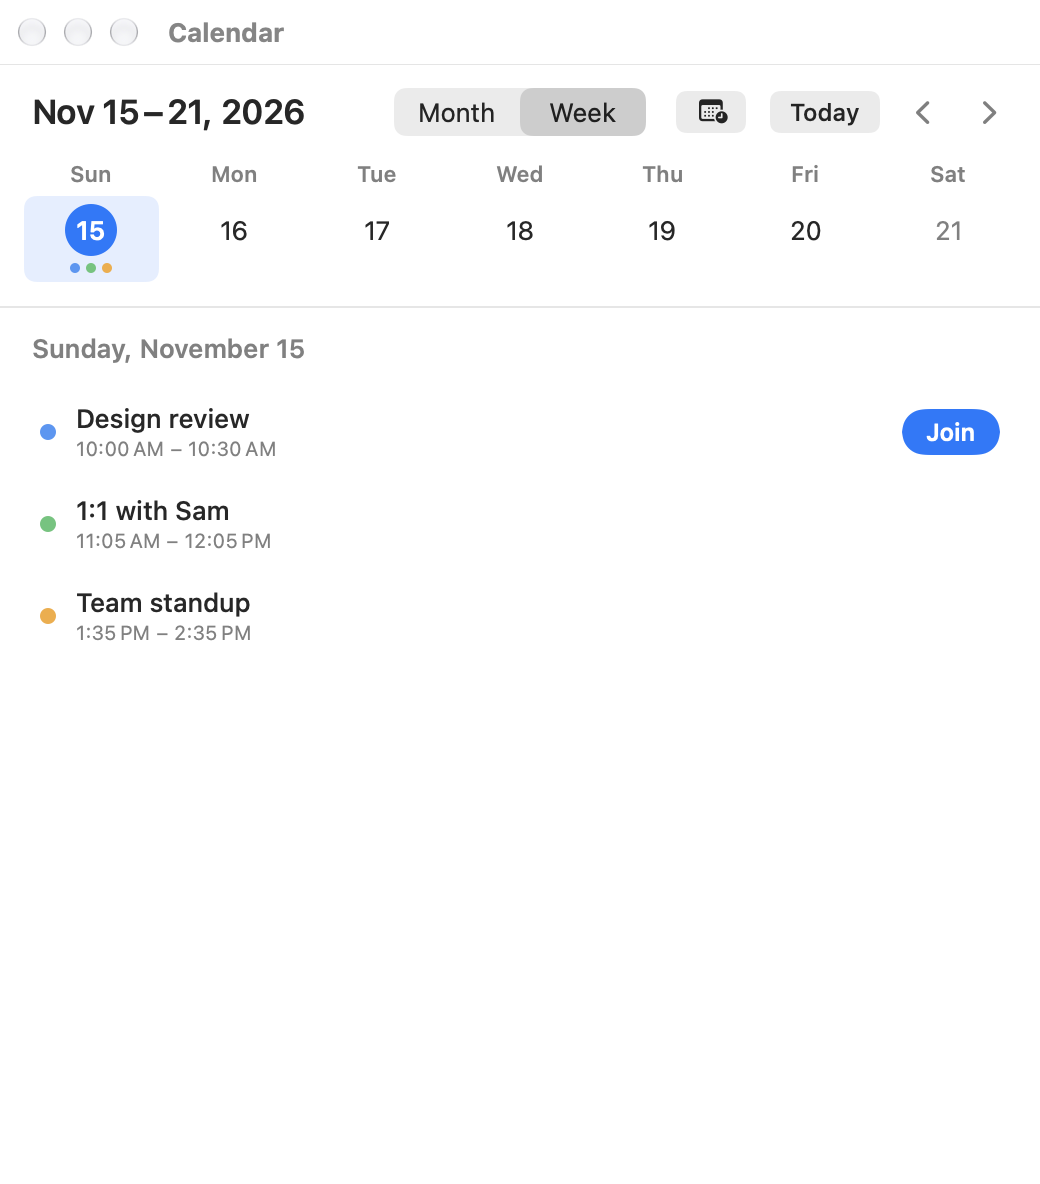 Calendar
Nov 15 – 21, 2026 Month Week Today
Sun Mon Tue Wed Thu Fri Sat
15 16 17 18 19 20 21
Sunday, November 15
Design review
10:00 AM – 10:30 AM
Join
1:1 with Sam
11:05 AM – 12:05 PM
Team standup
1:35 PM – 2:35 PM